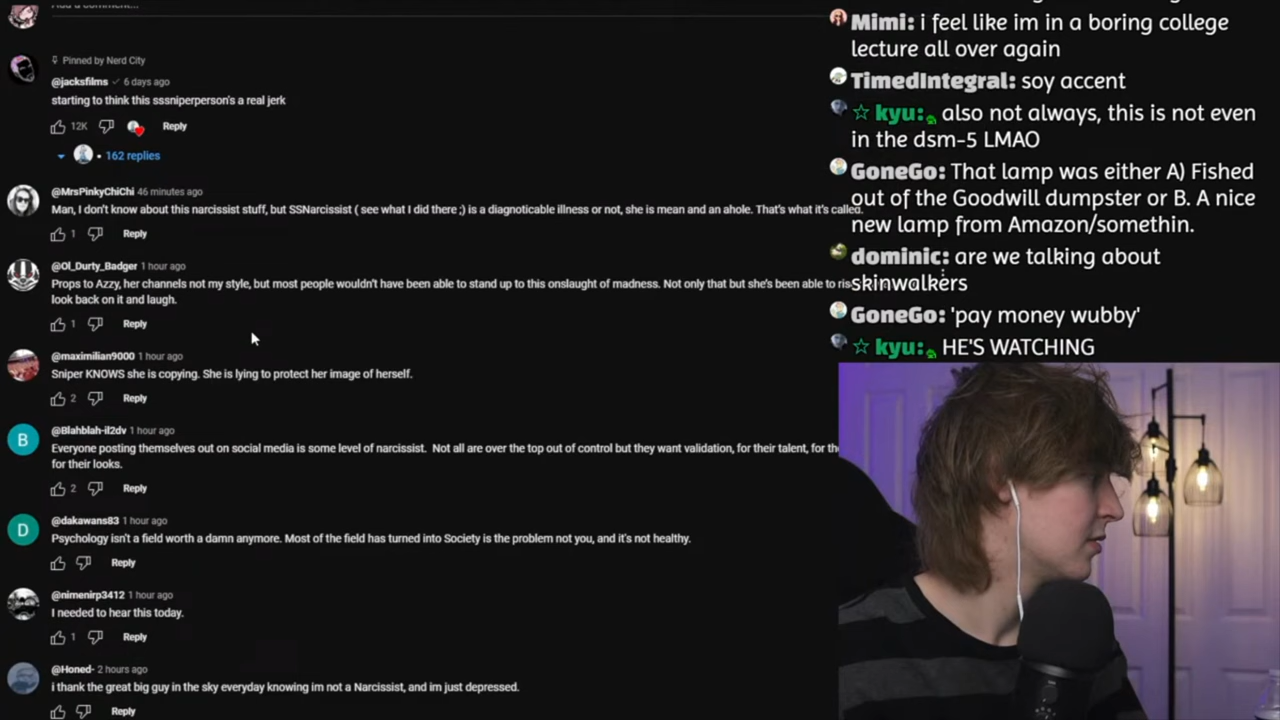 Pinned by Nerd City
@jacksfilms 6 days ago
starting to think this sssniperperson's a real jerk
12K Reply
162 replies
@MrsPinkyChiChi 46 minutes ago
Man, I don't know about this narcissist stuff, but SSNarcissist ( see what I did there ;) is a diagnoticable illness or not, she is mean and an ahole. That's what it's called.
1 Reply
@Ol_Durty_Badger 1 hour ago
Props to Azzy, her channels not my style, but most people wouldn't have been able to stand up to this onslaught of madness. Not only that but she's been able to
look back on it and laugh.
1 Reply
@maximilian9000 1 hour ago
Sniper KNOWS she is copying. She is lying to protect her image of herself.
2 Reply
@Blahblah-il2dv 1 hour ago
Everyone posting themselves out on social media is some level of narcissist. Not all are over the top out of control but they want validation, for their talent, for
for their looks.
2 Reply
@dakawans83 1 hour ago
Psychology isn't a field worth a damn anymore. Most of the field has turned into Society is the problem not you, and it's not healthy.
Reply
@nimenirp3412 1 hour ago
I needed to hear this today.
1 Reply
@Honed- 2 hours ago
i thank the great big guy in the sky everyday knowing im not a Narcissist, and im just depressed.
Reply
Mimi: i feel like im in a boring college
lecture all over again
TimedIntegral: soy accent
kyu: also not always, this is not even
in the dsm-5 LMAO
GoneGo: That lamp was either A) Fished
out of the Goodwill dumpster or B. A nice
new lamp from Amazon/somethin.
dominic: are we talking about
skinwalkers
GoneGo: 'pay money wubby'
kyu: HE'S WATCHING